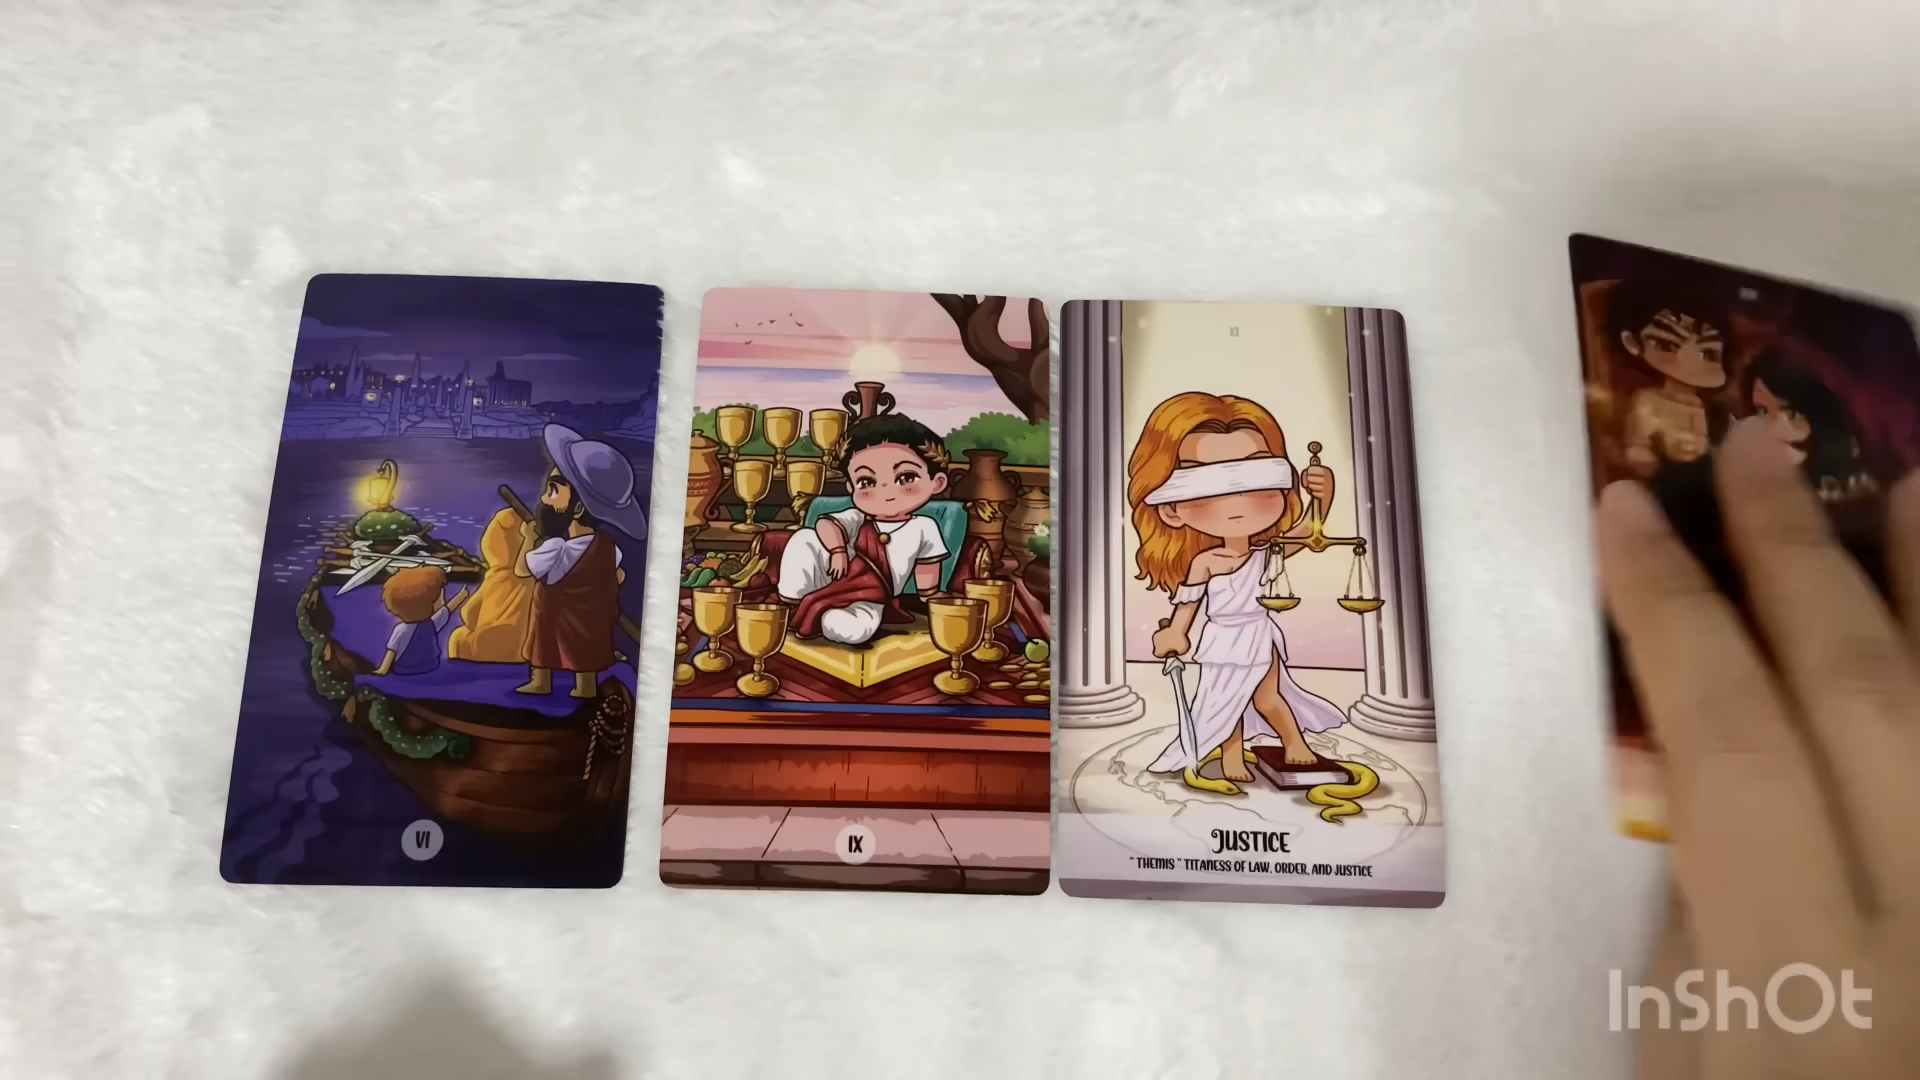 VI
IX
XI
JUSTICE
" THEMIS " TITANESS OF LAW, ORDER, AND JUSTICE
InShOt